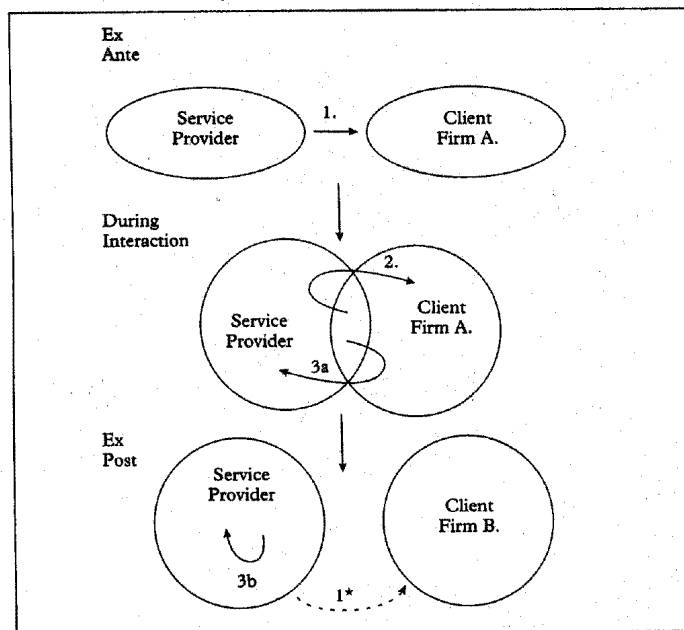 Ex
Ante
Service
Provider
1.
Client
Firm A.
During
Interaction
2.
Service
Provider
Client
Firm A.
3a
Ex
Post
Service
Provider
Client
Firm B.
3b
1*